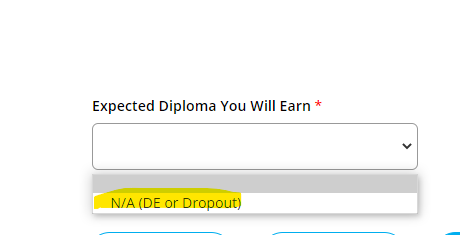 Expected Diploma You Will Earn *
N/A (DE or Dropout)